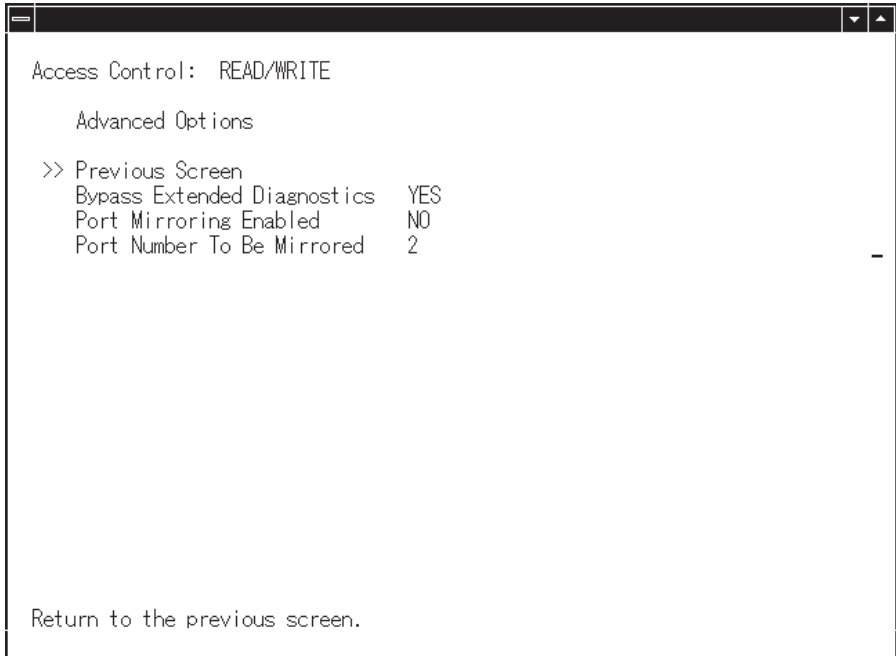 Access Control:  READ/WRITE
Advanced Options
>> Previous Screen
Bypass Extended Diagnostics  YES
Port Mirroring Enabled  NO
Port Number To Be Mirrored  2
Return to the previous screen.